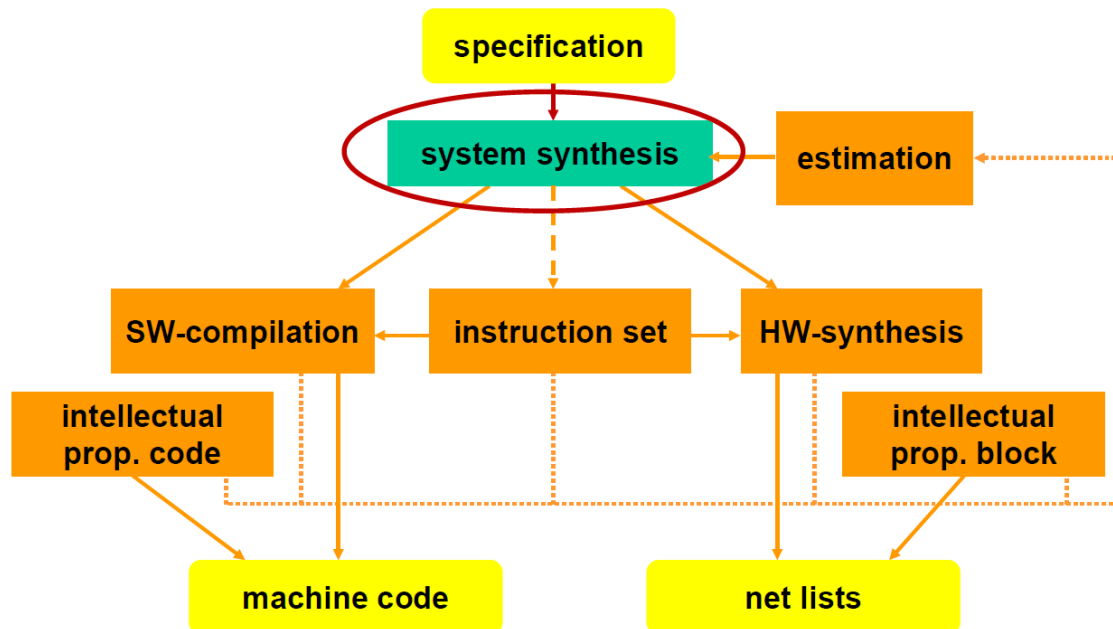 specification
system synthesis
estimation
SW-compilation
instruction set
HW-synthesis
intellectual
prop. code
intellectual
prop. block
machine code
net lists